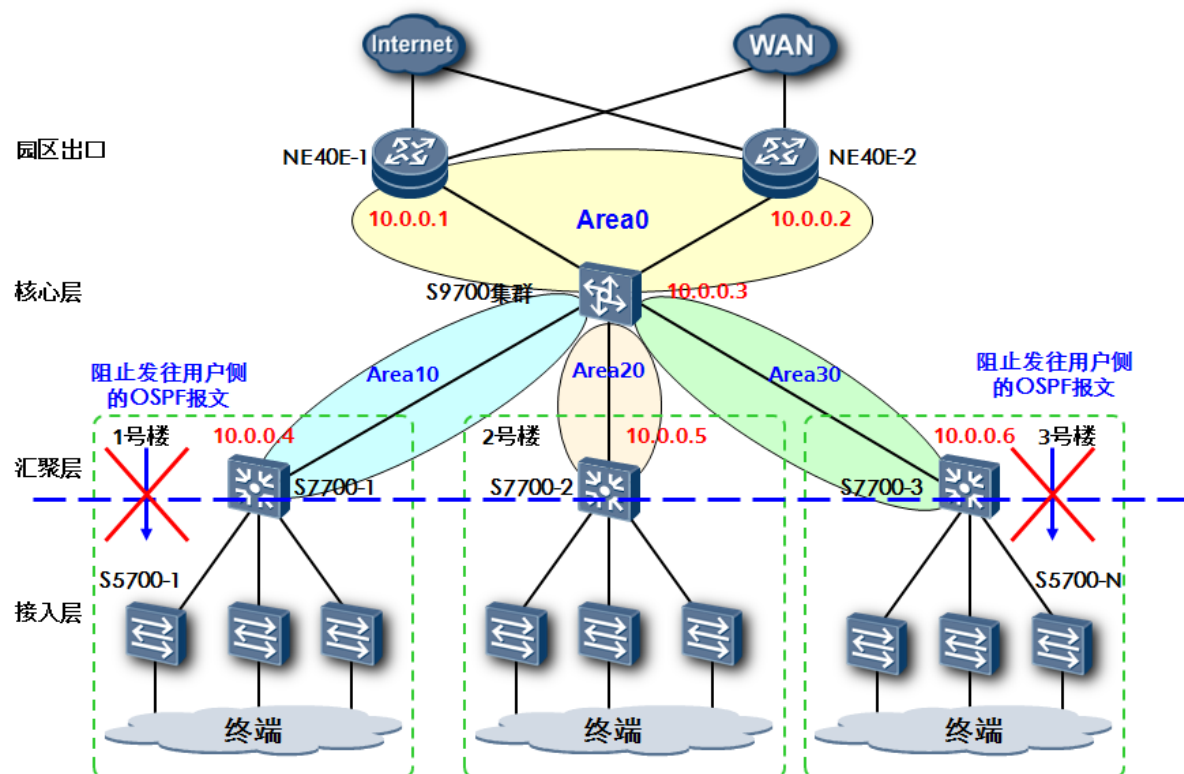 Internet
WAN
园区出口
NE40E-1
NE40E-2
10.0.0.1
Area0
10.0.0.2
核心层
S9700集群
10.0.0.3
阻止发往用户侧
的OSPF报文
Area10
Area20
Area30
阻止发往用户侧
的OSPF报文
1号楼
10.0.0.4
2号楼
10.0.0.5
10.0.0.6
3号楼
汇聚层
S7700-1
S7700-2
S7700-3
S5700-1
S5700-N
接入层
终端
终端
终端